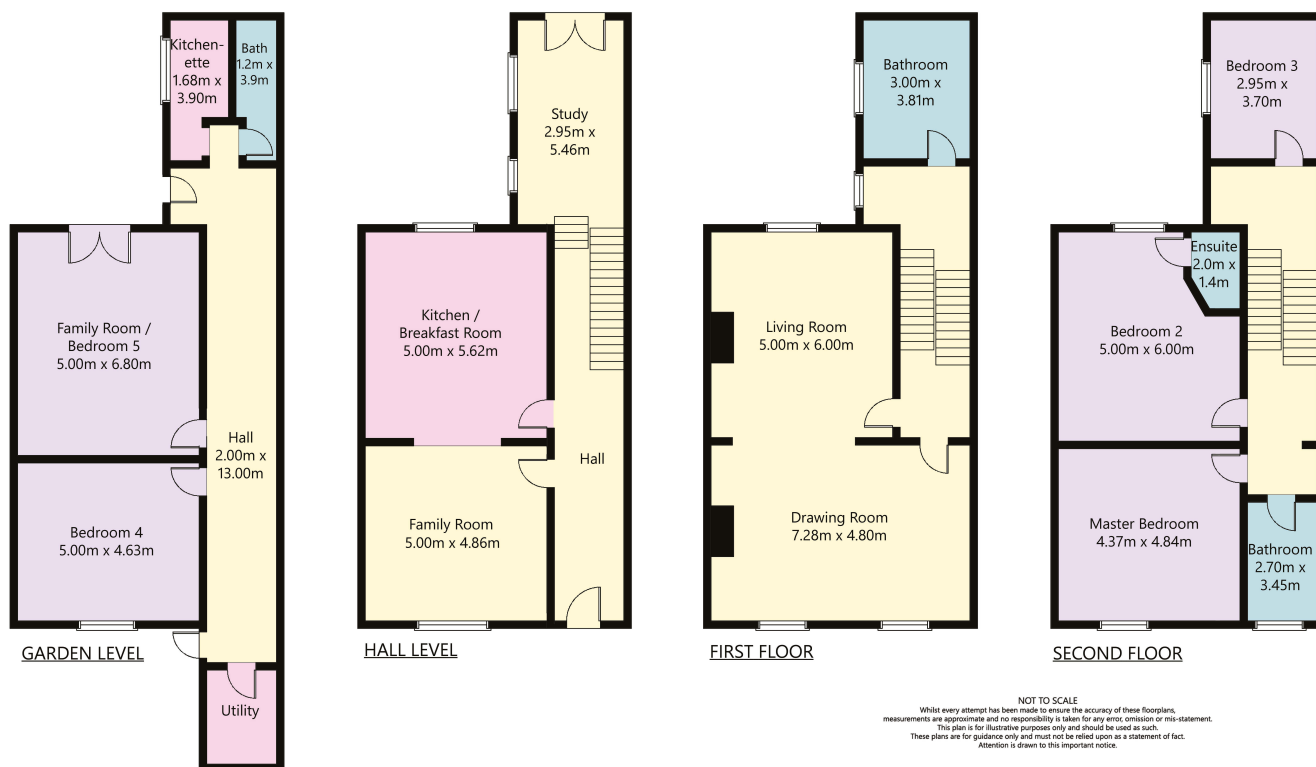 Kitchen-
ette
1.68m x
3.90m
Bath
1.2m x
3.9m
Family Room /
Bedroom 5
5.00m x 6.80m
Hall
2.00m x
13.00m
Bedroom 4
5.00m x 4.63m
Utility
GARDEN LEVEL
Study
2.95m x
5.46m
Kitchen /
Breakfast Room
5.00m x 5.62m
Hall
Family Room
5.00m x 4.86m
HALL LEVEL
Bathroom
3.00m x
3.81m
Living Room
5.00m x 6.00m
Drawing Room
7.28m x 4.80m
FIRST FLOOR
Bedroom 3
2.95m x
3.70m
Ensuite
2.0m x
1.4m
Bedroom 2
5.00m x 6.00m
Master Bedroom
4.37m x 4.84m
Bathroom
2.70m x
3.45m
SECOND FLOOR
NOT TO SCALE
Whilst every attempt has been made to ensure the accuracy of these floorplans,
measurements are approximate and no responsibility is taken for any error, omission or mis-statement.
This plan is for illustrative purposes only and should be used as such.
These plans are for guidance only and must not be relied upon as a statement of fact.
Attention is drawn to this important notice.